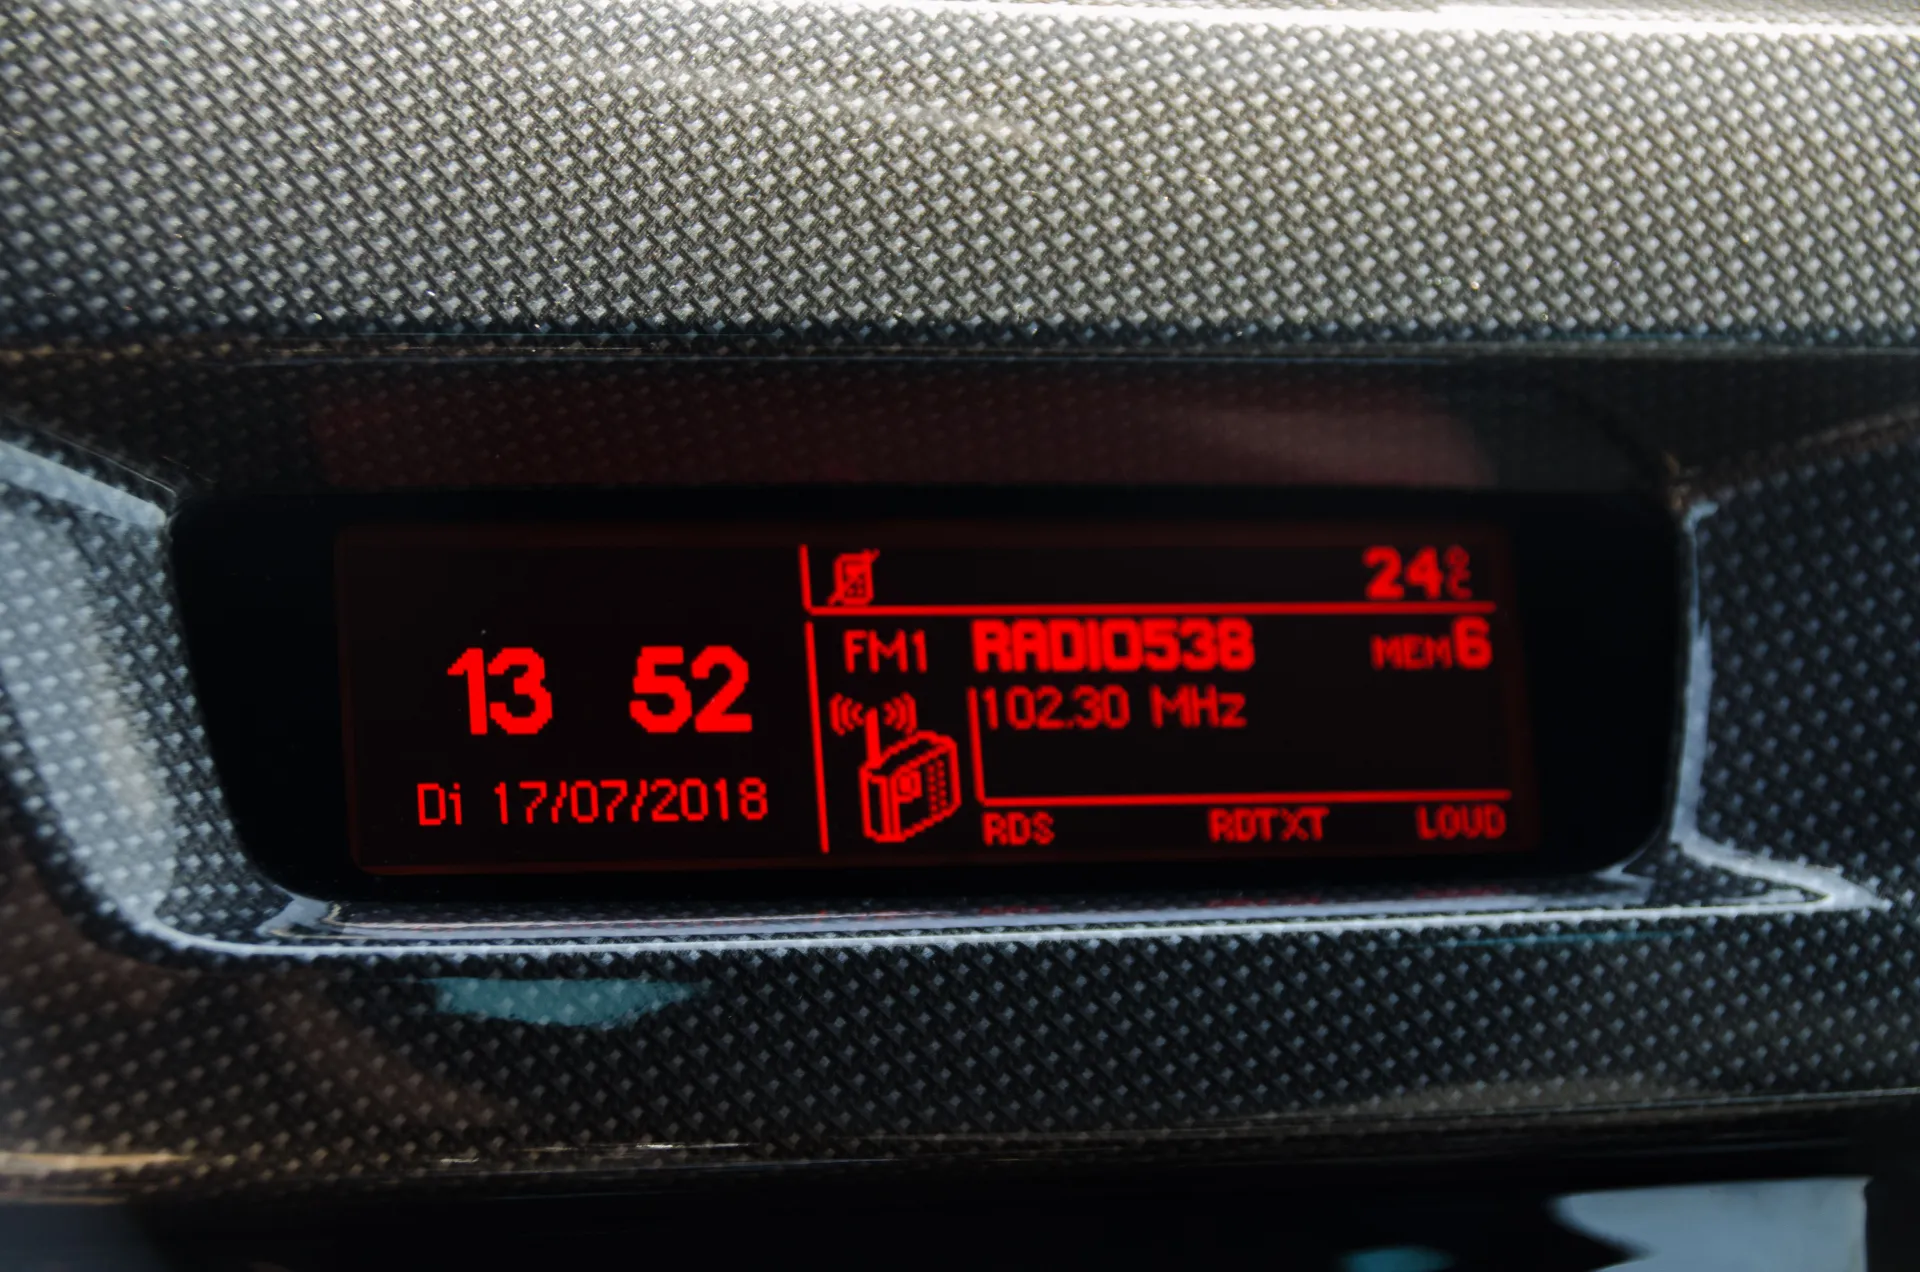 13 52
Di 17/07/2018
24°C
FM1 RADIO538 MEM6
102.30 MHz
RDS RDTXT LOUD